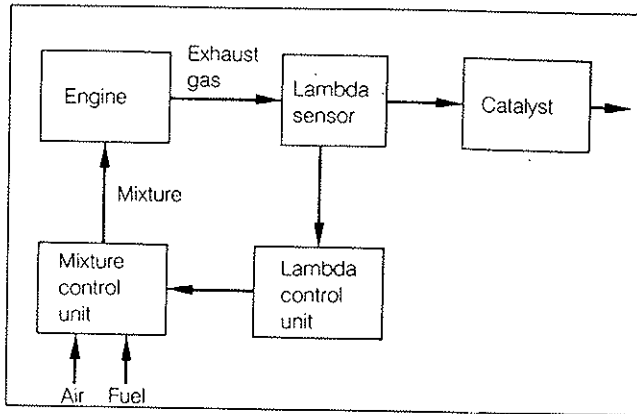 Exhaust
gas
Engine
Lambda
sensor
Catalyst
Mixture
Mixture
control
unit
Lambda
control
unit
Air
Fuel